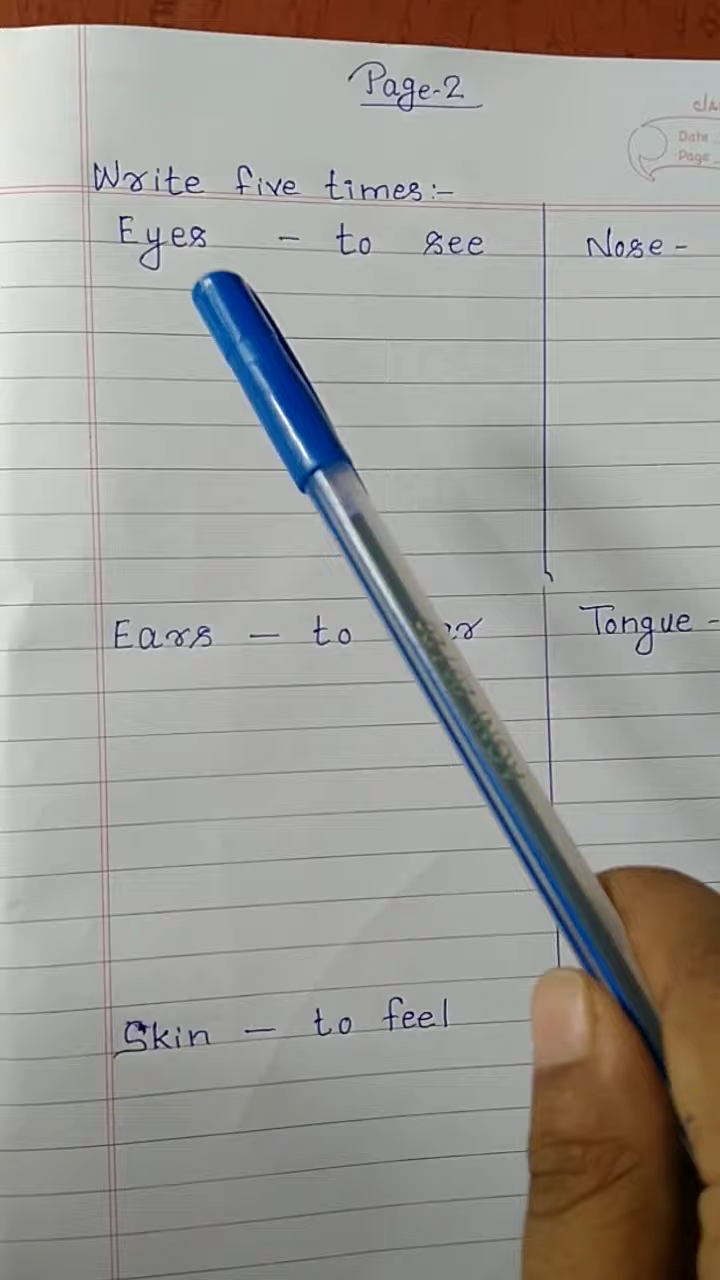 Page-2
Date
Page
Write five times:-
Eyes - to see
Nose -
Ears - to
Tongue -
Skin - to feel